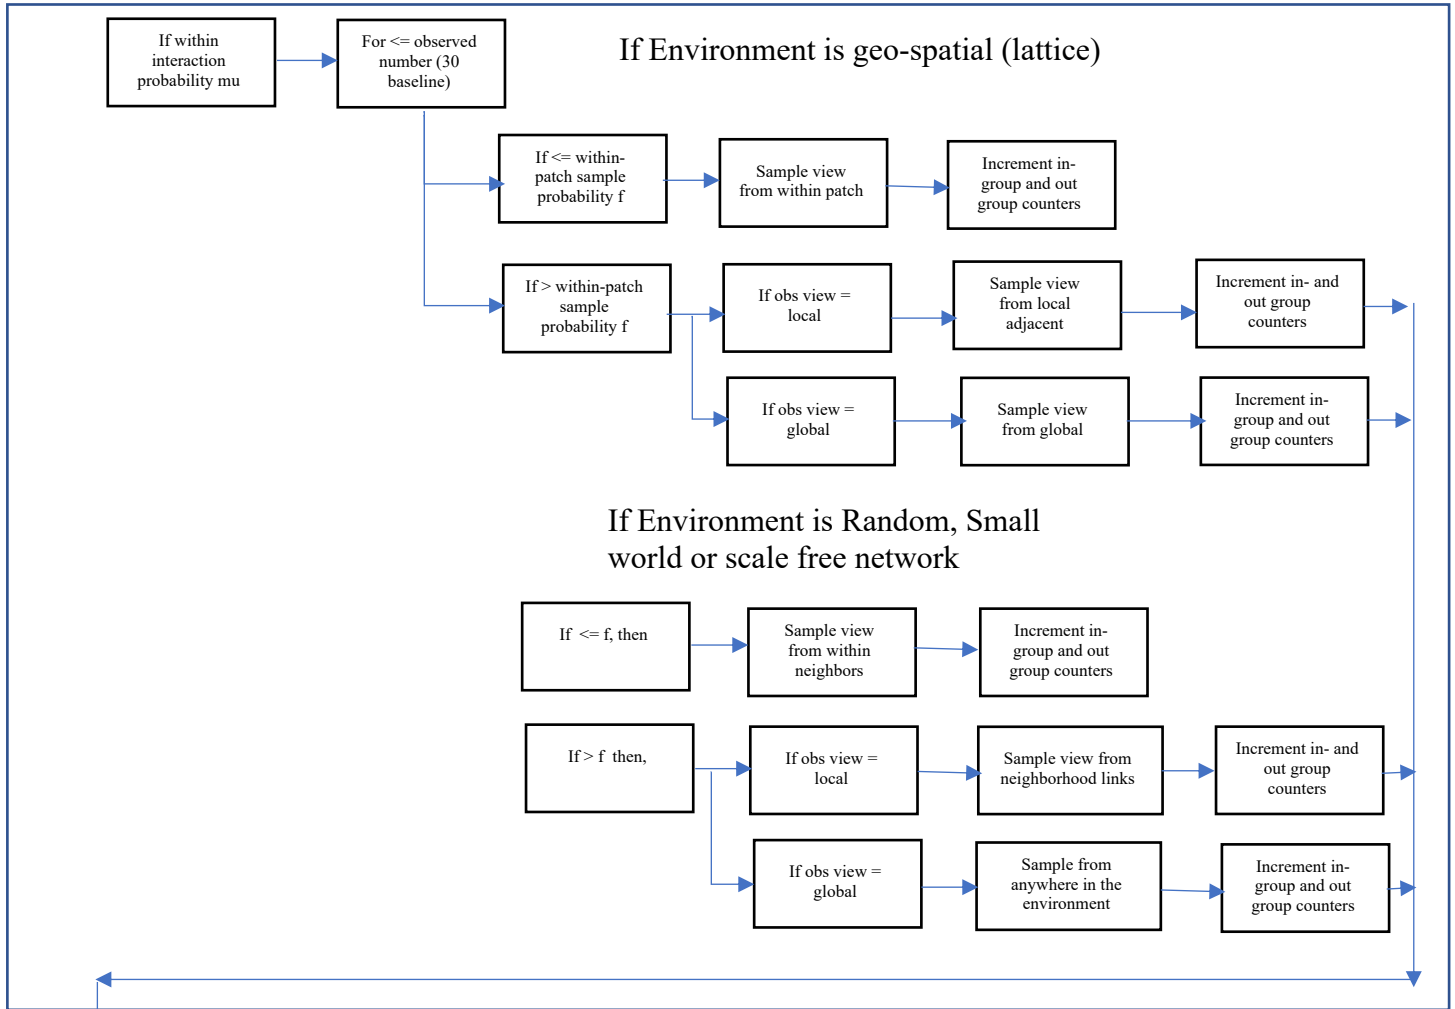 If within
interaction
probability mu
For <= observed
number (30
baseline)
If Environment is geo-spatial (lattice)
If <= within-
patch sample
probability f
Sample view
from within patch
Increment in-
group and out
group counters
If > within-patch
sample
probability f
If obs view =
local
Sample view
from local
adjacent
Increment in- and
out group
counters
If obs view =
global
Sample view
from global
Increment in-
group and out
group counters
If Environment is Random, Small
world or scale free network
If  <= f, then
Sample view
from within
neighbors
Increment in-
group and out
group counters
If > f  then,
If obs view =
local
Sample view from
neighborhood links
Increment in- and
out group
counters
If obs view =
global
Sample from
anywhere in the
environment
Increment in-
group and out
group counters